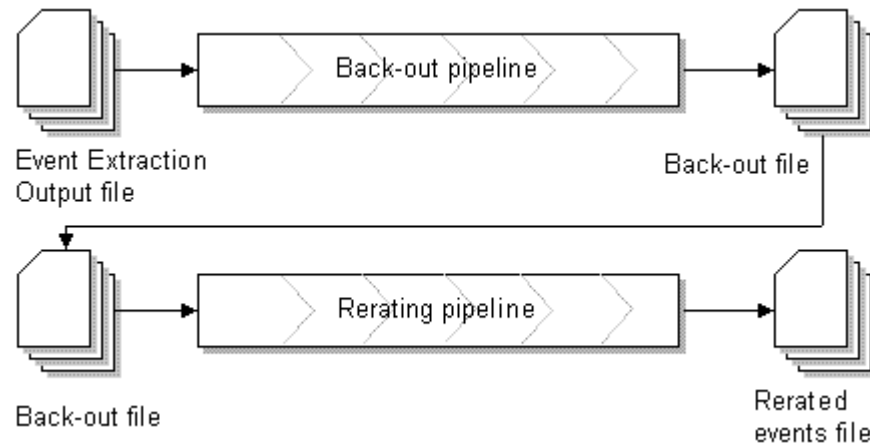 Back-out pipeline
Event Extraction
Output file
Back-out file
Rerating pipeline
Back-out file
Rerated
events file